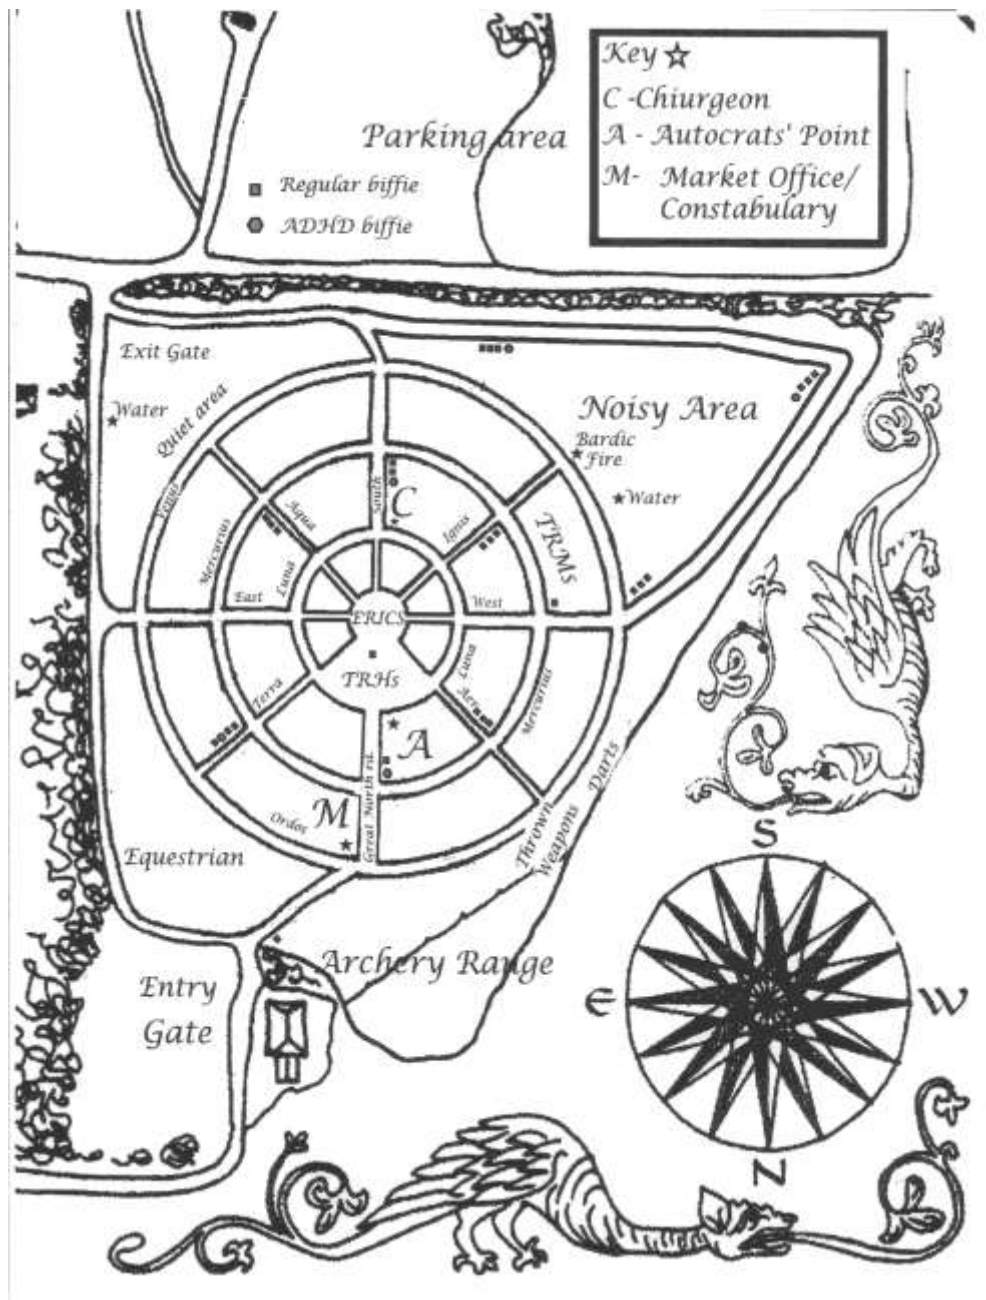 Key
C -Chiurgeon
A - Autocrats' Point
M- Market Office/
Constabulary
Parking area
Regular biffie
ADHD biffie
Exit Gate
Water
Quiet area
Noisy Area
Bardic
Fire
Water
Venus
Mercurius
Aqua
South
C
Ignis
TRMs
Luna
East
West
ERICS
TRHs
Luna
Aer
Mercurius
Terra
A
Great North rd.
M
Ordos
Darts
Thrown
Weapons
Equestrian
Archery Range
Entry
Gate
S
E
W
N